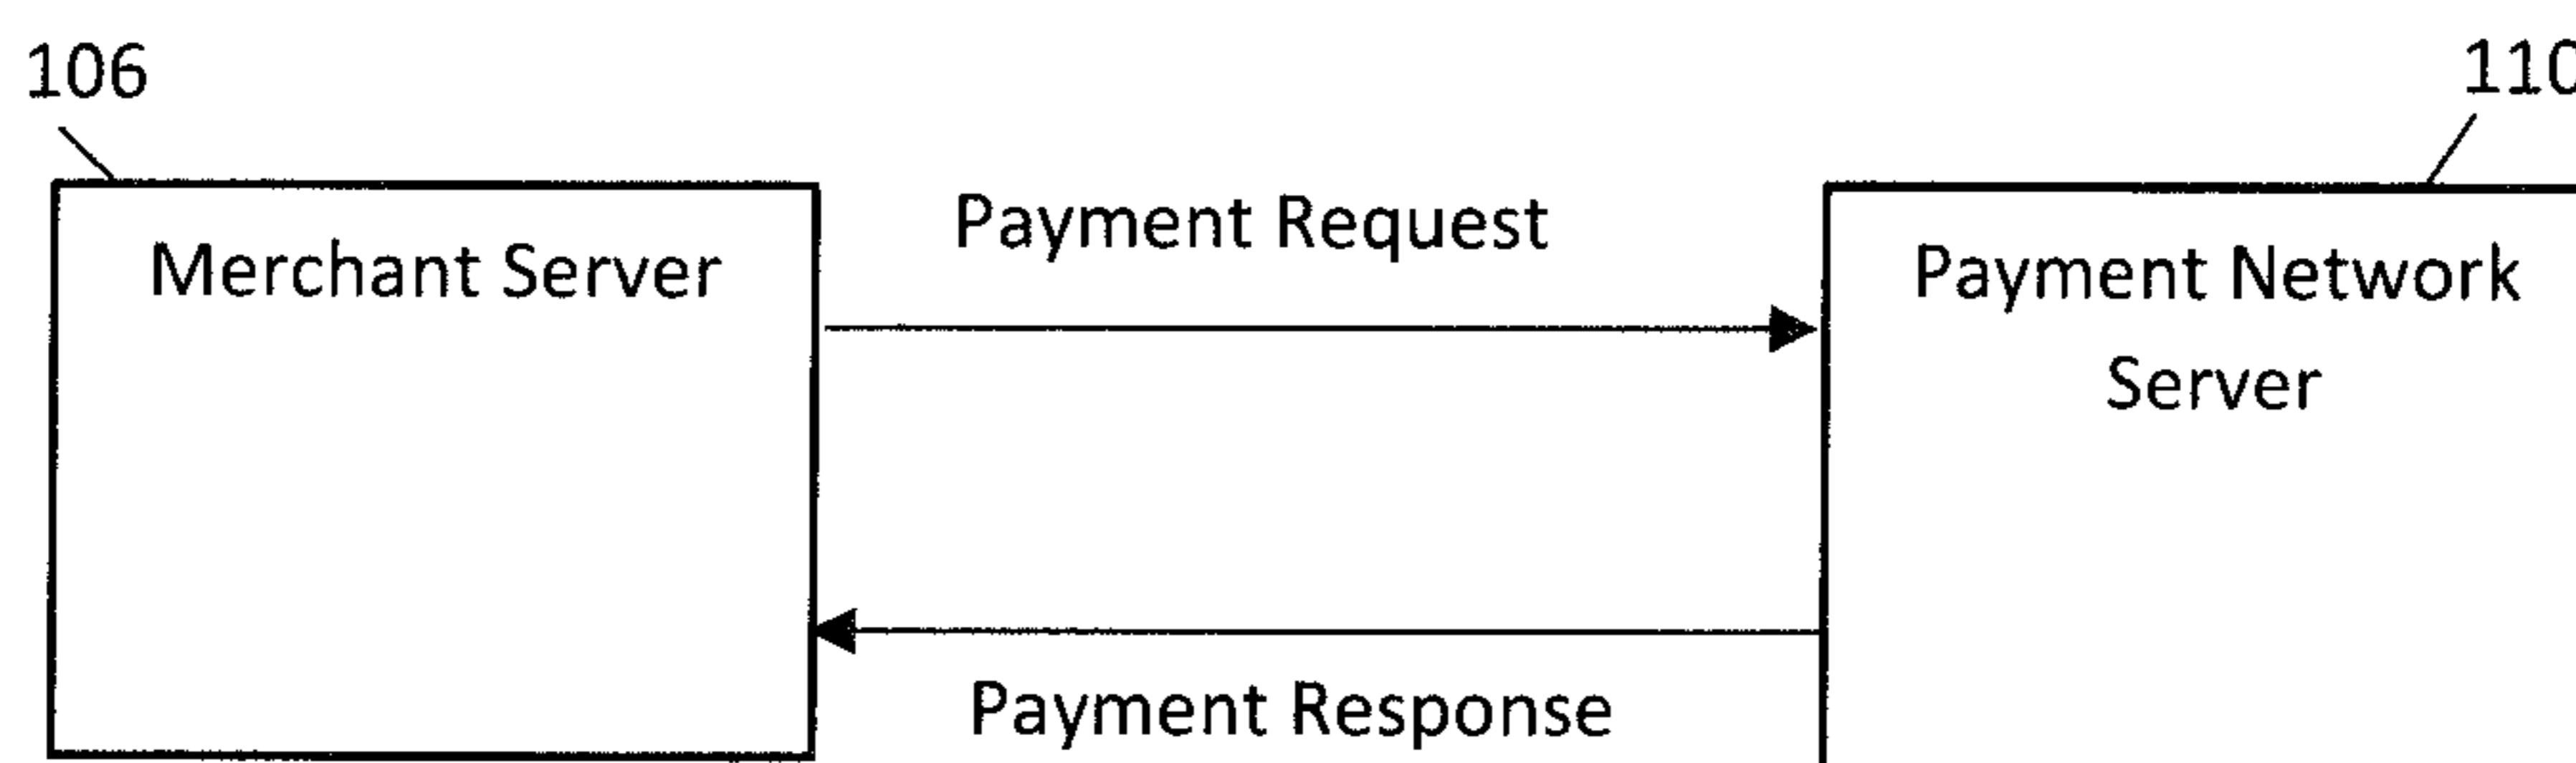 106
110
Merchant Server
Payment Request
Payment Network
Server
Payment Response